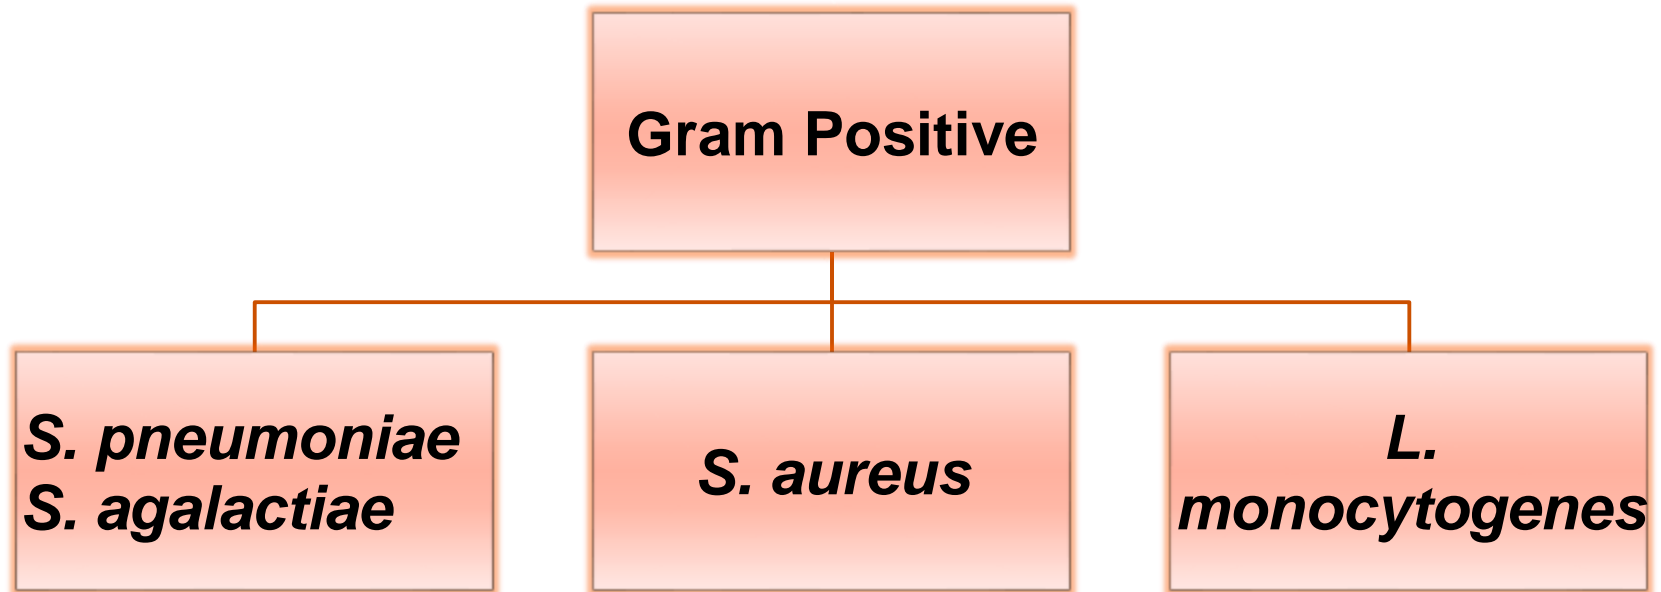 Gram Positive
S. pneumoniae
S. agalactiae
S. aureus
L.
monocytogenes